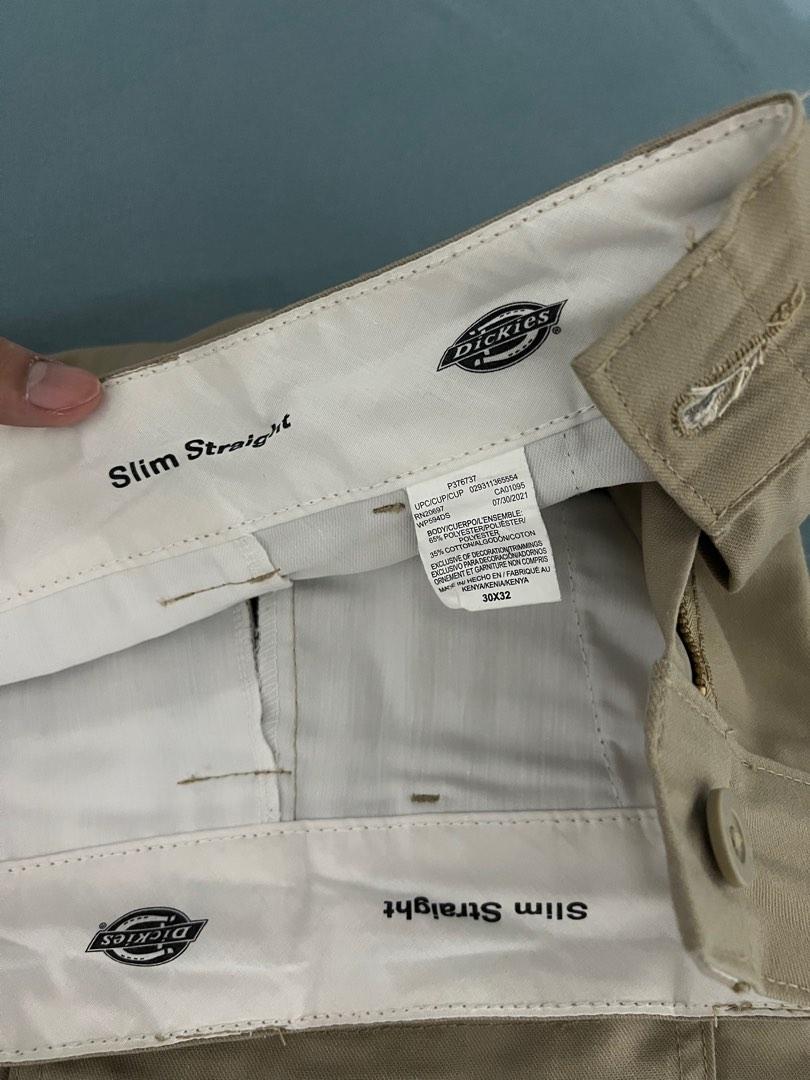 Dickies®
Slim Straight
P376737
UPC/CUP/CUP 029311365554
RN20697 CA01095
WP594DS 07/30/2021
BODY/CUERPO/L'ENSEMBLE:
65% POLYESTER/POLIÉSTER/
POLYESTER
35% COTTON/ALGODÓN/COTON
EXCLUSIVE OF DECORATION/TRIMMINGS
EXCLUSIVO PARA DECORACIÓN/ADORNOS
ORNEMENT ET GARNITURE NON COMPRIS
MADE IN/ HECHO EN / FABRIQUÉ AU
KENYA/KENIA/KENYA
30X32
Slim Straight
Dickies